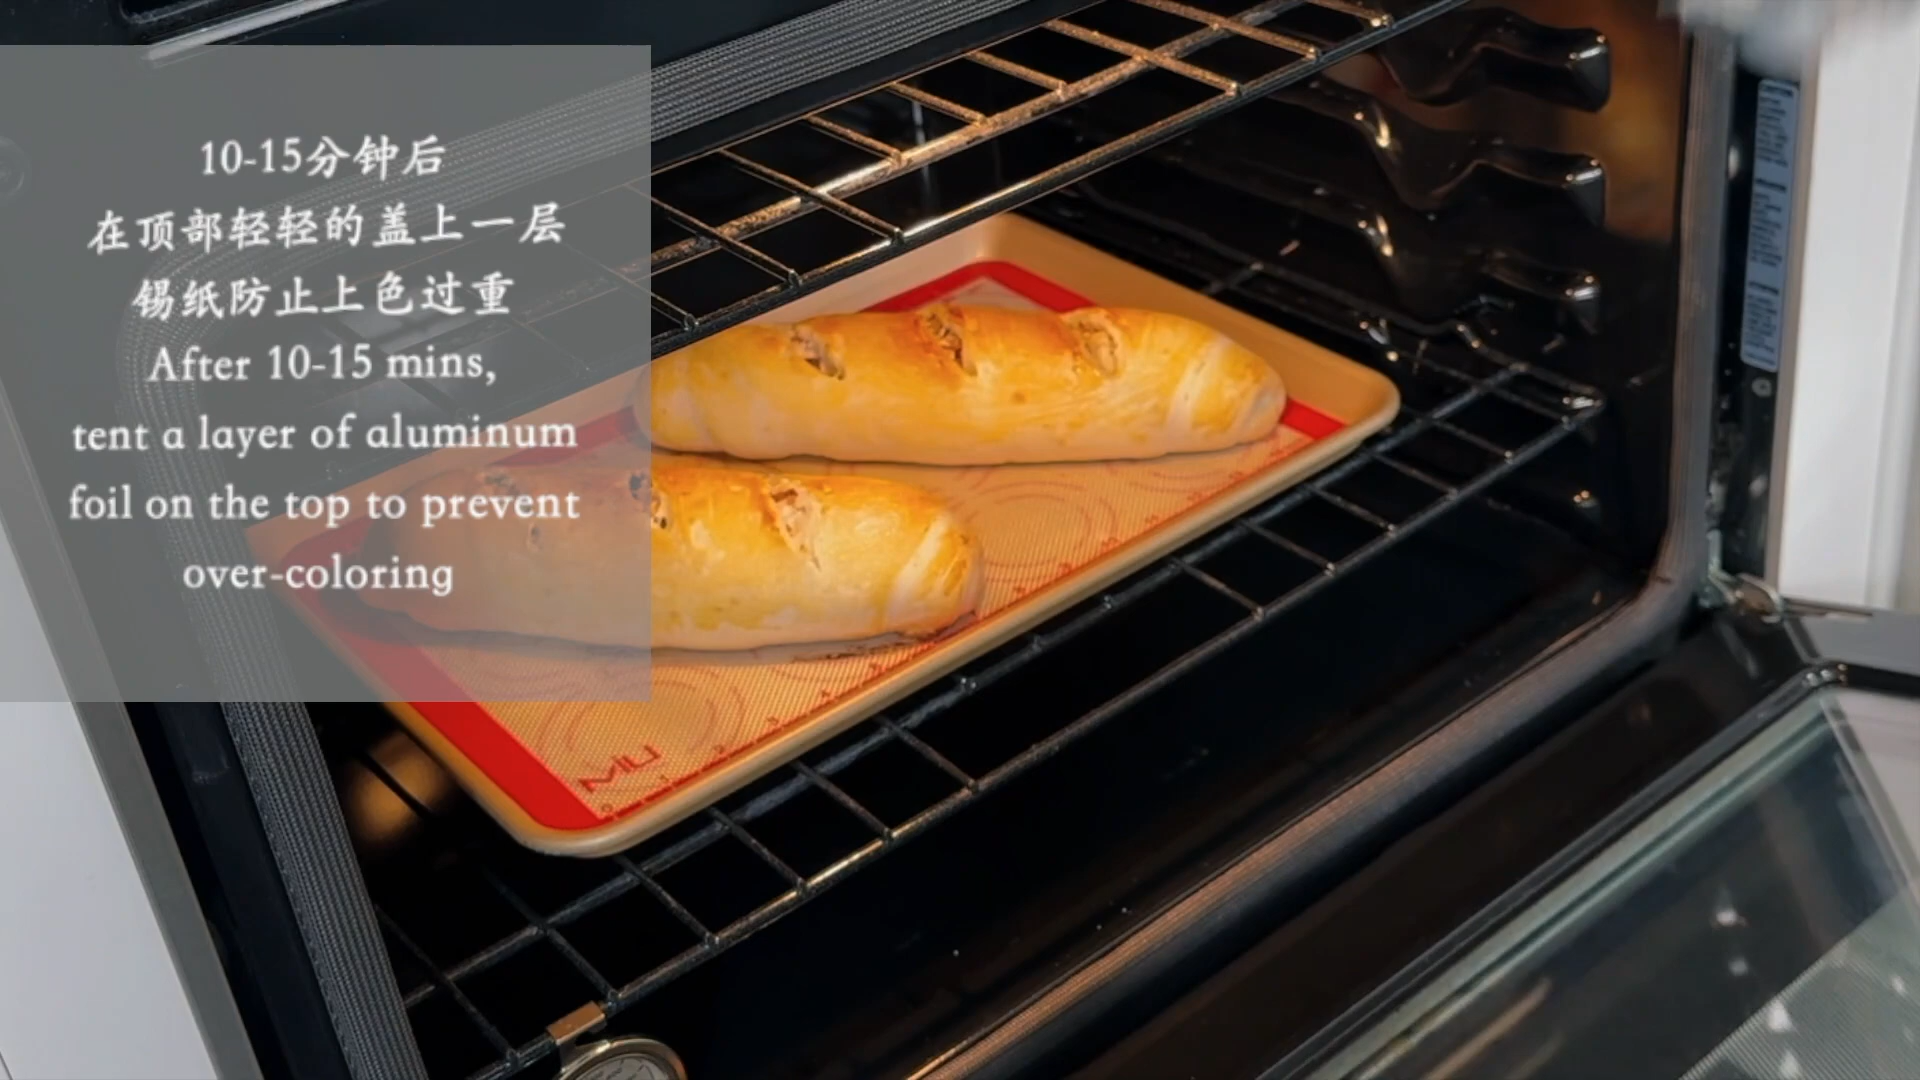 10-15分钟后
在顶部轻轻的盖上一层
锡纸防止上色过重
After 10-15 mins,
tent a layer of aluminum
foil on the top to prevent
over-coloring
MIU